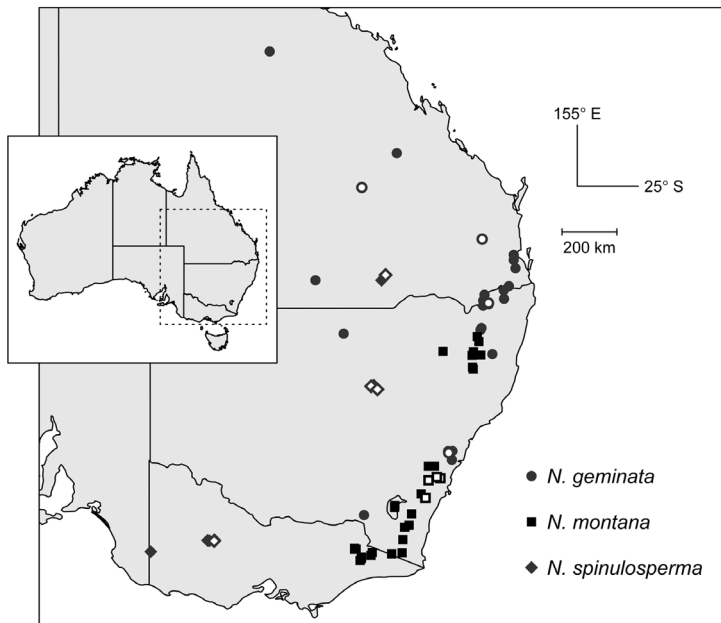 155° E
25° S
200 km
N. geminata
N. montana
N. spinulosperma